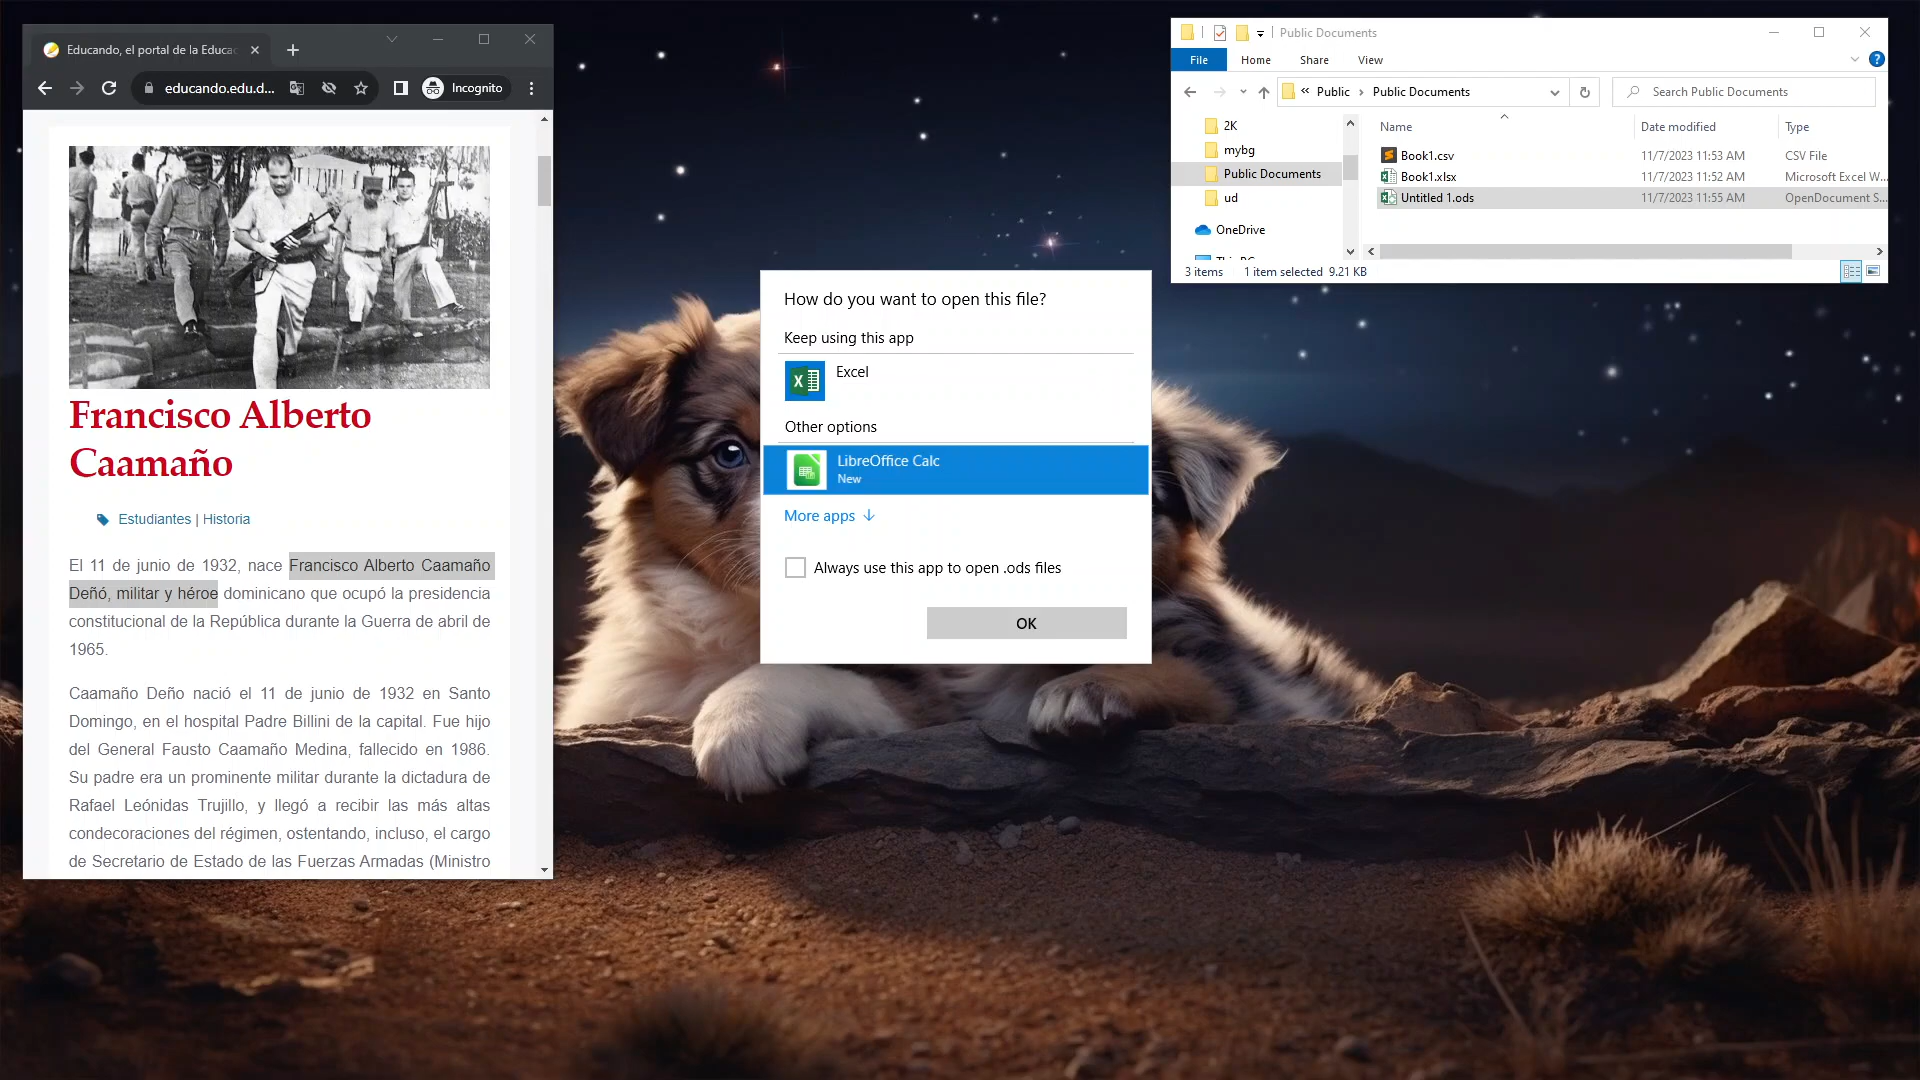 Educando, el portal de la Educa
educando.edu.d...
Incognito
Francisco Alberto
Caamaño
Estudiantes | Historia
El 11 de junio de 1932, nace Francisco Alberto Caamaño
Deñó, militar y héroe dominicano que ocupó la presidencia
constitucional de la República durante la Guerra de abril de
1965.
Caamaño Deño nació el 11 de junio de 1932 en Santo
Domingo, en el hospital Padre Billini de la capital. Fue hijo
del General Fausto Caamaño Medina, fallecido en 1986.
Su padre era un prominente militar durante la dictadura de
Rafael Leónidas Trujillo, y llegó a recibir las más altas
condecoraciones del régimen, ostentando, incluso, el cargo
de Secretario de Estado de las Fuerzas Armadas (Ministro
How do you want to open this file?
Keep using this app
Excel
Other options
LibreOffice Calc
New
More apps
Always use this app to open .ods files
OK
Public Documents
File Home Share View
« Public › Public Documents
Search Public Documents
2K
mybg
Public Documents
ud
OneDrive
This PC
Name Date modified Type
Book1.csv 11/7/2023 11:53 AM CSV File
Book1.xlsx 11/7/2023 11:52 AM Microsoft Excel W...
Untitled 1.ods 11/7/2023 11:55 AM OpenDocument S...
3 items 1 item selected 9.21 KB